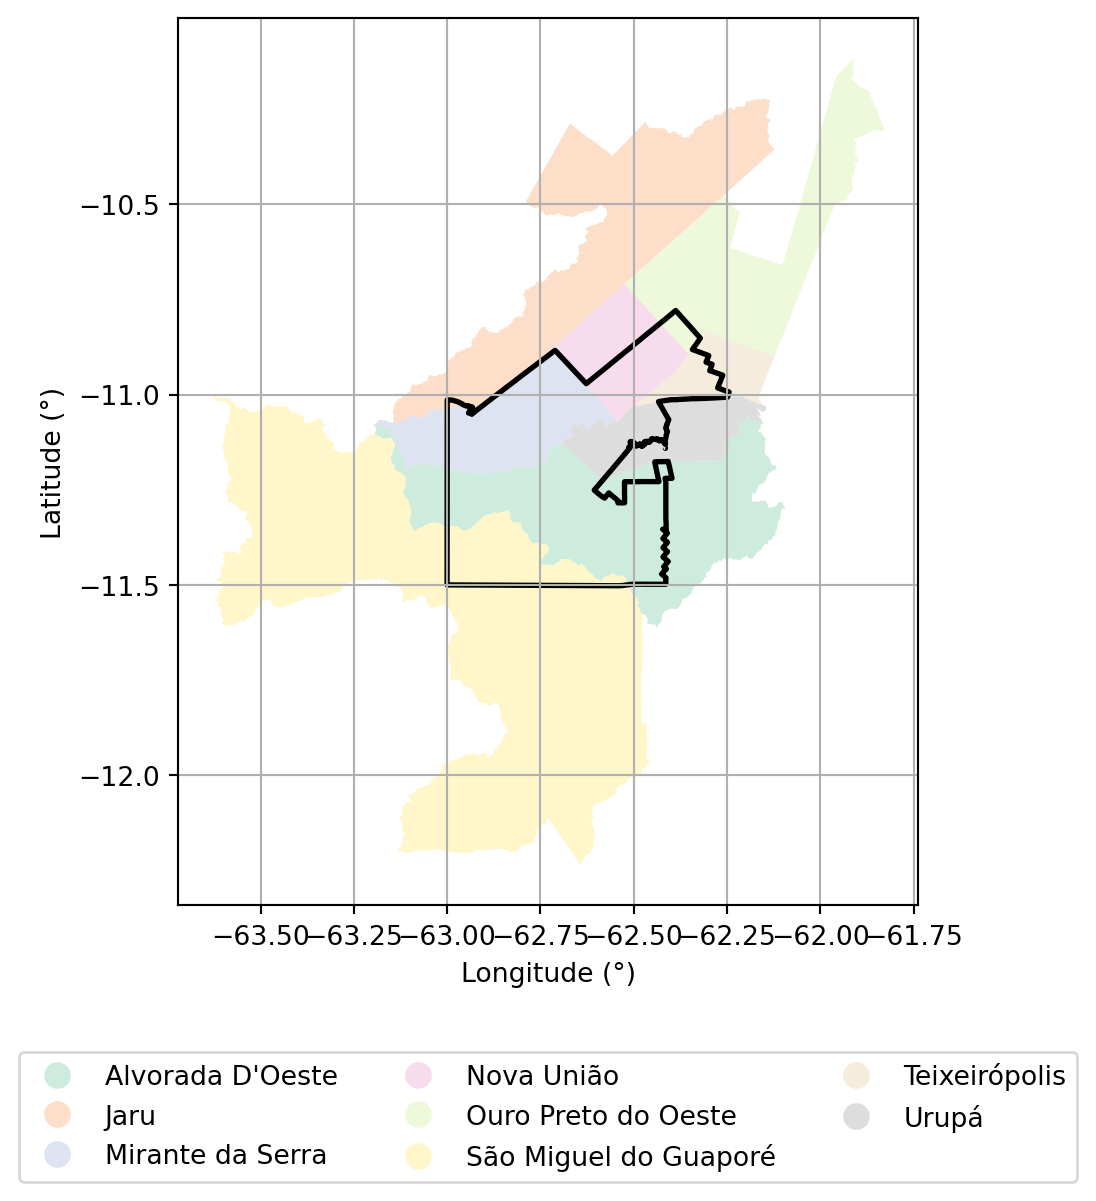 −10.5
−11.0
−11.5
−12.0
Latitude (°)
−63.50 −63.25 −63.00 −62.75 −62.50 −62.25 −62.00 −61.75
Longitude (°)
Alvorada D'Oeste Nova União Teixeirópolis
Jaru Ouro Preto do Oeste Urupá
Mirante da Serra São Miguel do Guaporé